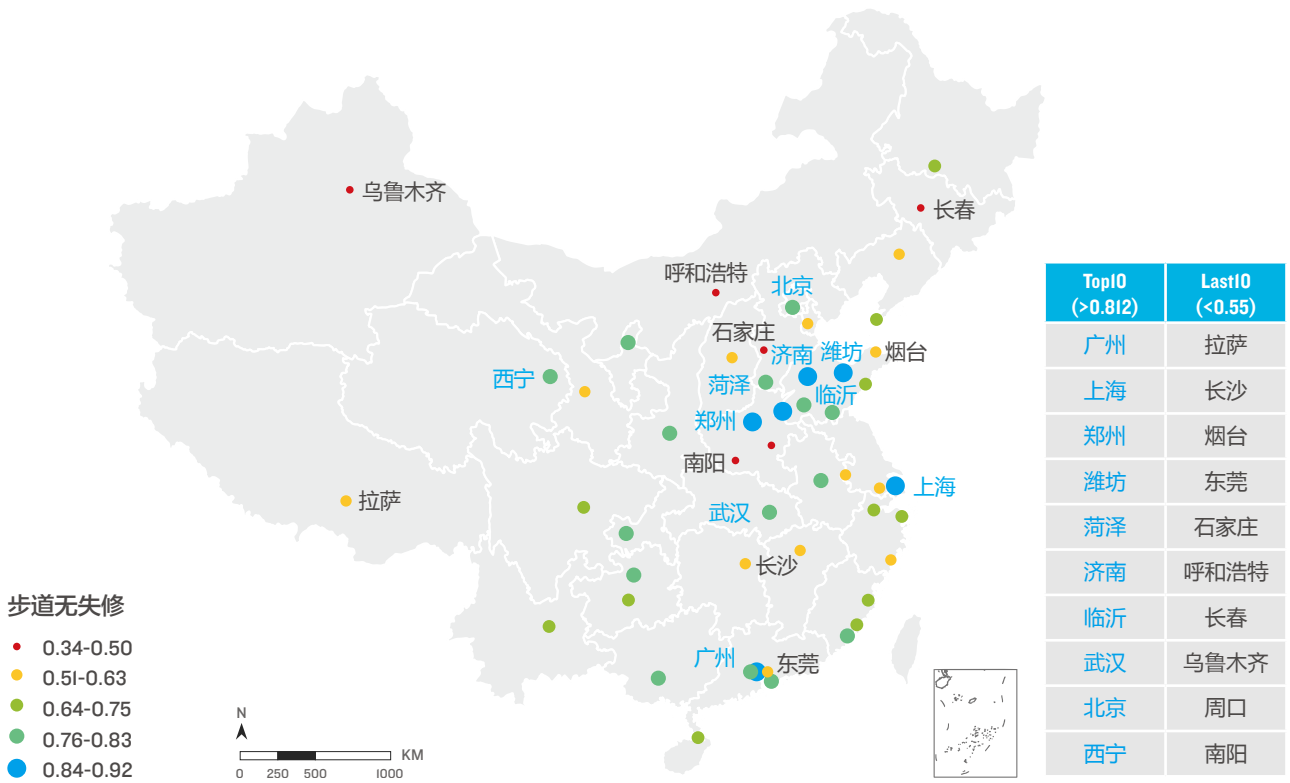 乌鲁木齐
长春
呼和浩特
北京
石家庄
济南
潍坊
烟台
西宁
菏泽
临沂
郑州
南阳
上海
拉萨
武汉
长沙
广州
东莞
步道无失修
0.34-0.50
0.51-0.63
0.64-0.75
0.76-0.83
0.84-0.92
N
KM
0 250 500 1000
Top10 Last10
(>0.812) (<0.55)
广州 拉萨
上海 长沙
郑州 烟台
潍坊 东莞
菏泽 石家庄
济南 呼和浩特
临沂 长春
武汉 乌鲁木齐
北京 周口
西宁 南阳